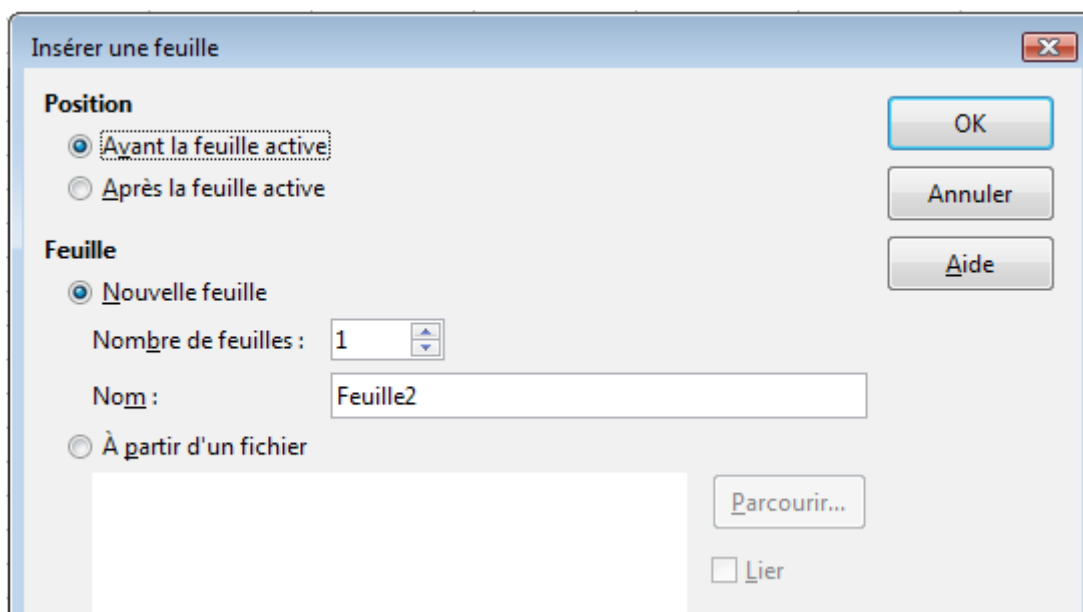 Insérer une feuille
Position
Avant la feuille active
Après la feuille active
OK
Annuler
Aide
Feuille
Nouvelle feuille
Nombre de feuilles : 1
Nom : Feuille2
À partir d'un fichier
Parcourir...
Lier